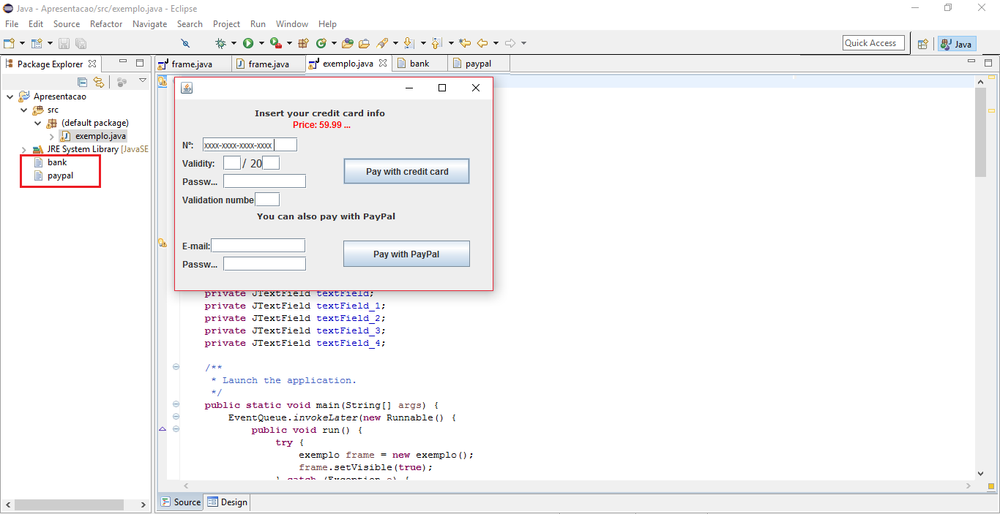 Java - Apresentacao/src/exemplo.java - Eclipse
File Edit Source Refactor Navigate Search Project Run Window Help
Quick Access
Java
Package Explorer
frame.java
frame.java
exemplo.java
bank
paypal
Apresentacao
src
(default package)
exemplo.java
JRE System Library [JavaSE
bank
paypal
Insert your credit card info
Price: 59.99 ...
Nº: xxxx-xxxx-xxxx-xxxx
Validity: / 20
Pay with credit card
Passw...
Validation numbe
You can also pay with PayPal
E-mail:
Pay with PayPal
Passw...
private JTextField textField;
private JTextField textField_1;
private JTextField textField_2;
private JTextField textField_3;
private JTextField textField_4;
/**
* Launch the application.
*/
public static void main(String[] args) {
EventQueue.invokeLater(new Runnable() {
public void run() {
try {
exemplo frame = new exemplo();
frame.setVisible(true);
} catch (Exception e) {
Source Design